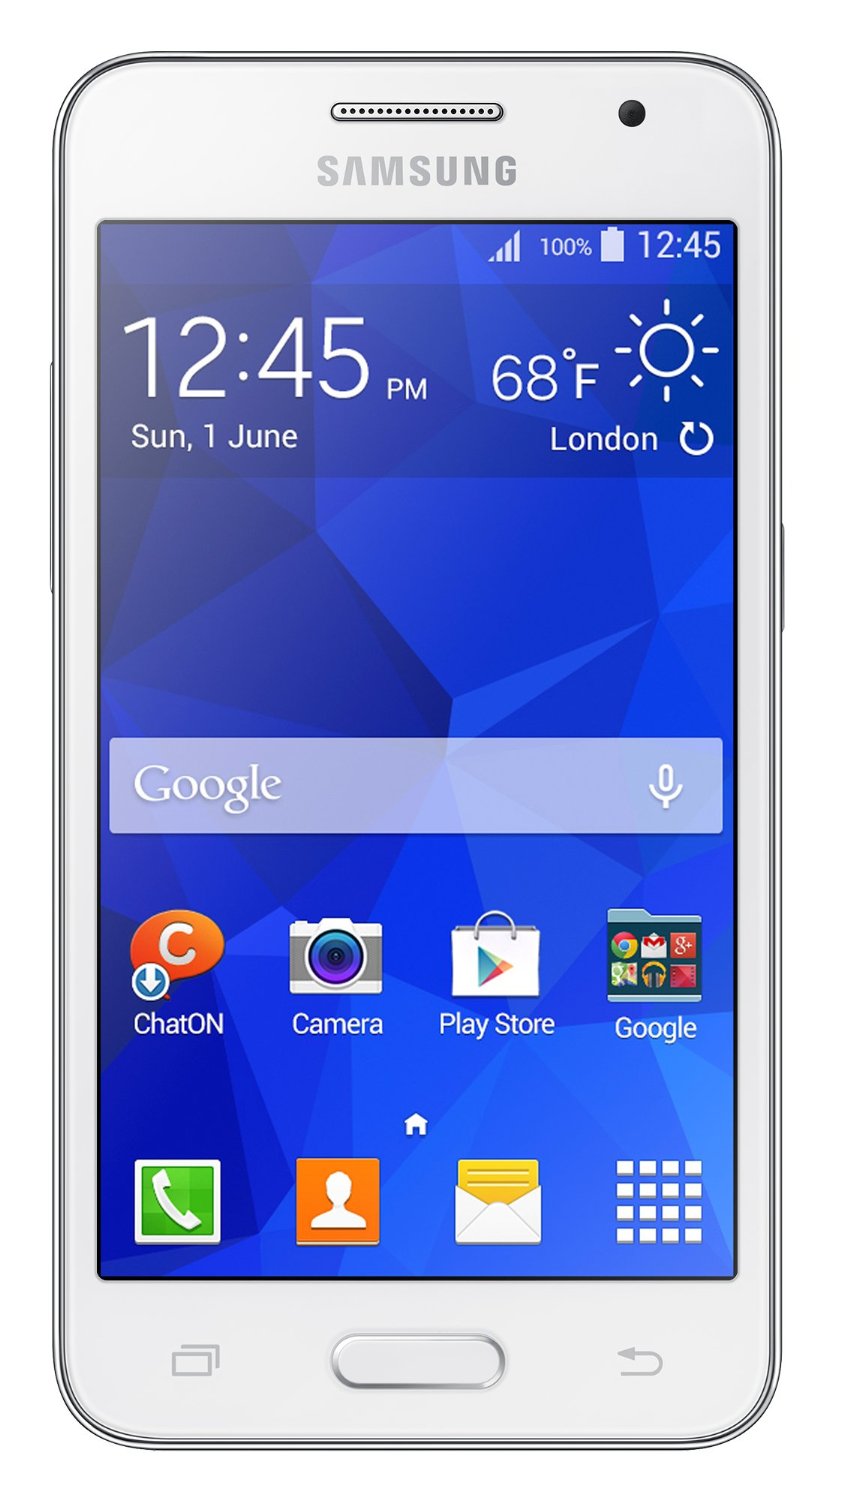 SAMSUNG
100% 12:45
12:45 PM
68°F
Sun, 1 June
London
Google
C
g+
ChatON
Camera
Play Store
Google